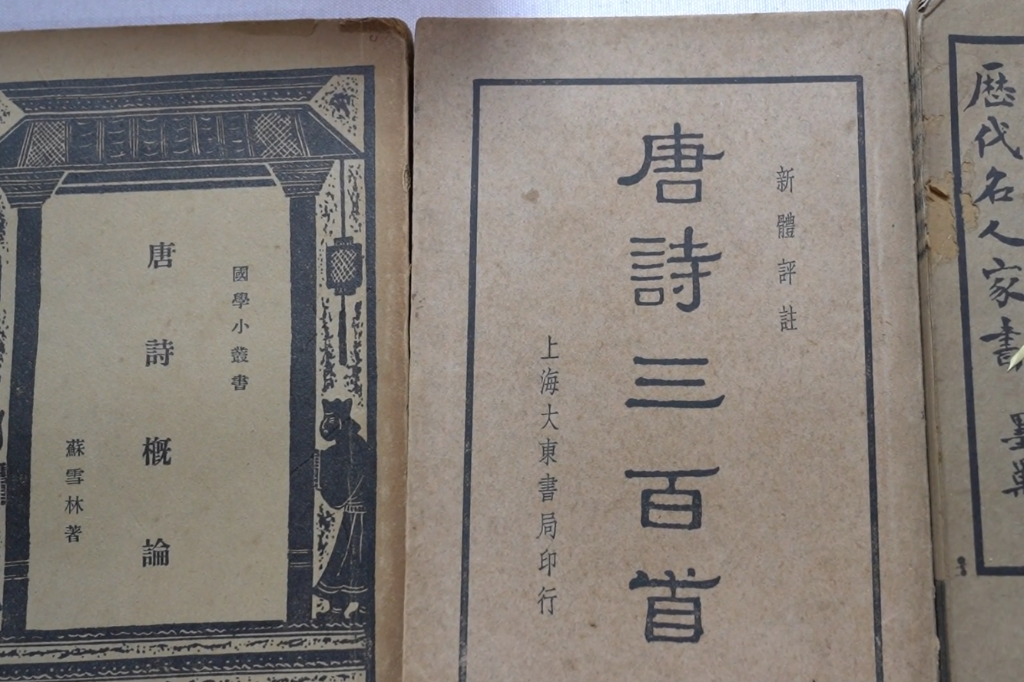 國學小叢書
唐詩概論
蘇雪林著
新體評註
唐詩三百首
上海大東書局印行
歷代名人家書